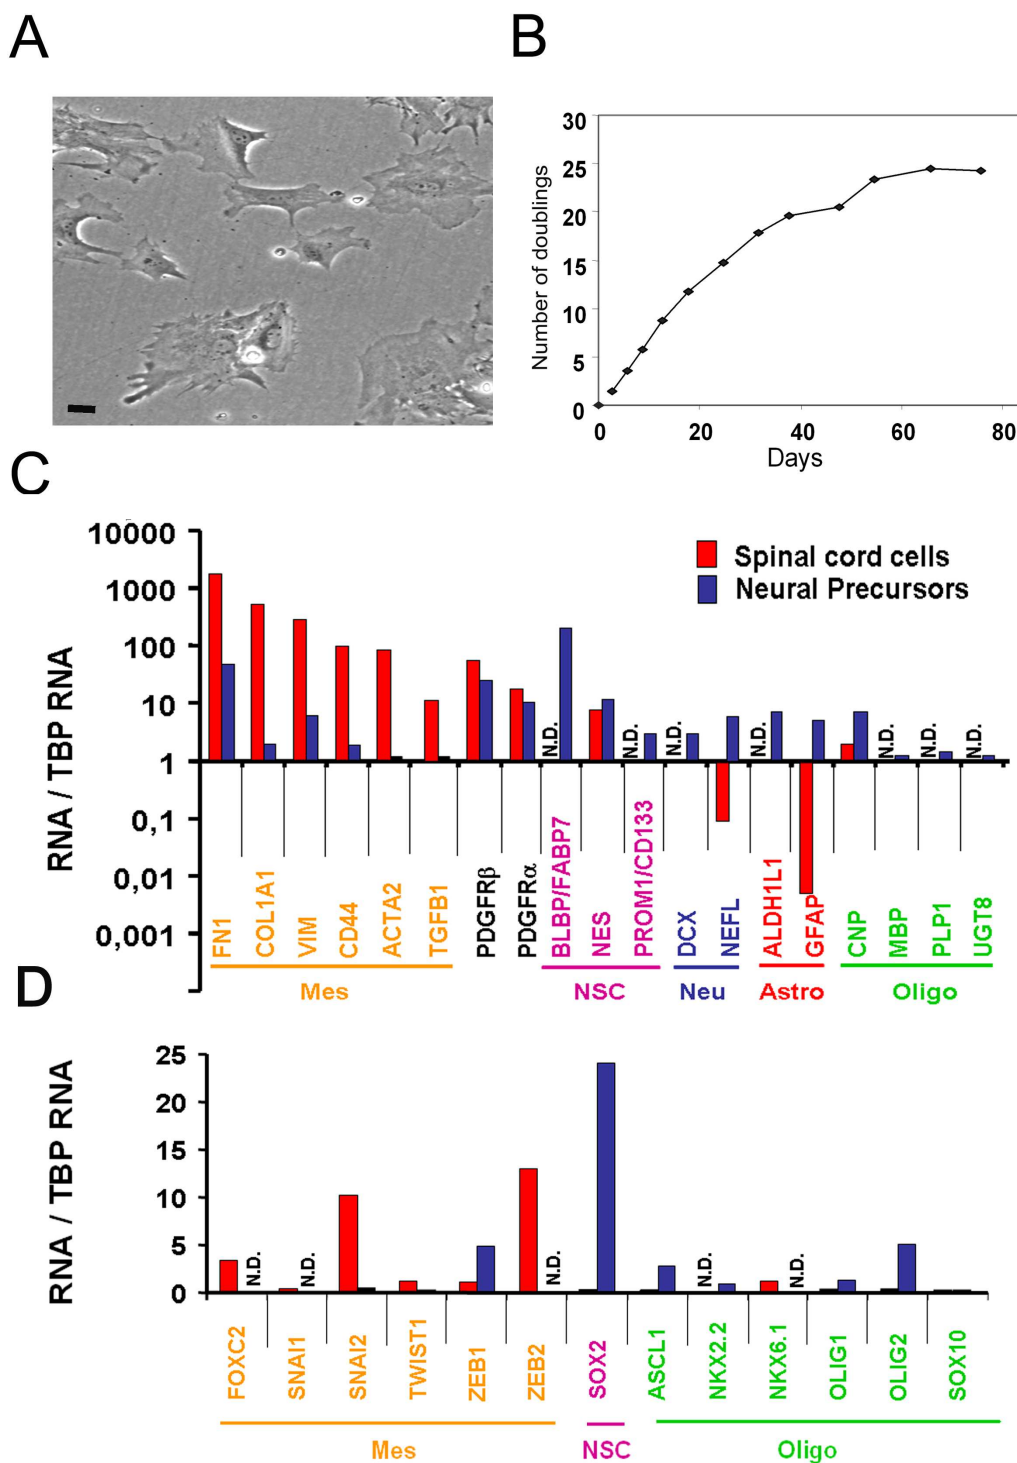 A
B
30
25
20
15
10
5
0
Number of doublings
0
20
40
60
80
Days
C
10000
1000
100
10
1
0,1
0,01
0,001
RNA / TBP RNA
Spinal cord cells
Neural Precursors
N.D. N.D. N.D. N.D. N.D. N.D. N.D.
FN1 COL1A1 VIM CD44 ACTA2 TGFB1 PDGFRβ PDGFRα BLBP/FABP7 NES PROM1/CD133 DCX NEFL ALDH1L1 GFAP CNP MBP PLP1 UGT8
Mes NSC Neu Astro Oligo
D
25
20
15
10
5
0
RNA / TBP RNA
N.D. N.D. N.D. N.D. N.D.
FOXC2 SNAI1 SNAI2 TWIST1 ZEB1 ZEB2 SOX2 ASCL1 NKX2.2 NKX6.1 OLIG1 OLIG2 SOX10
Mes NSC Oligo